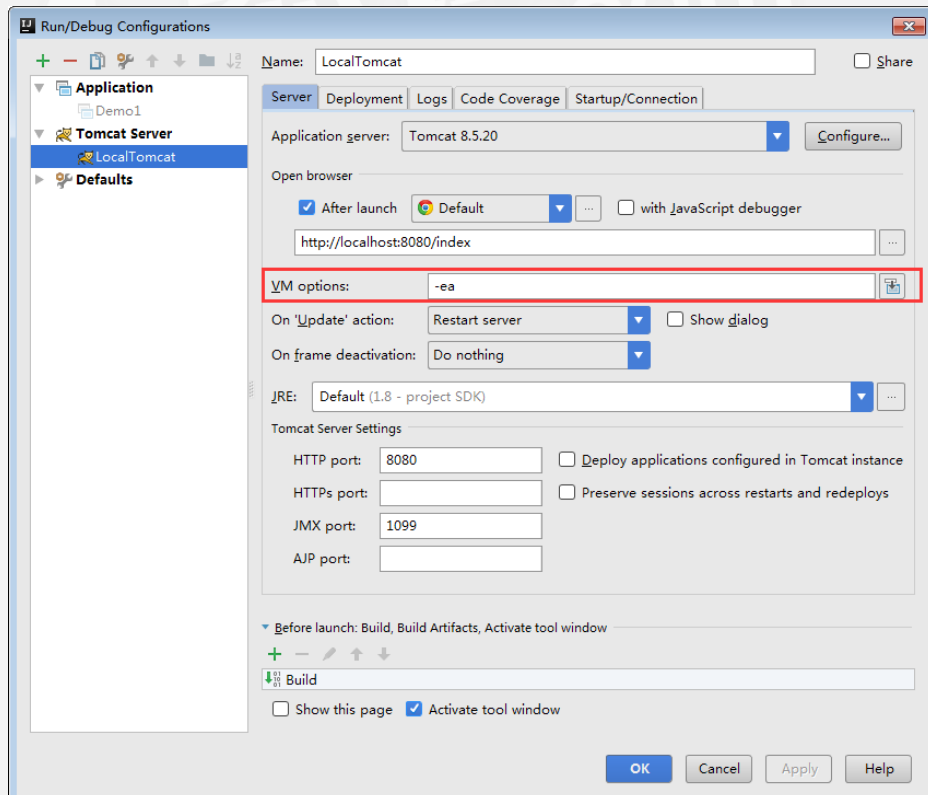 Run/Debug Configurations
Name: LocalTomcat Share
Application
Demo1
Tomcat Server
LocalTomcat
Defaults
Server Deployment Logs Code Coverage Startup/Connection
Application server: Tomcat 8.5.20 Configure...
Open browser
After launch Default ... with JavaScript debugger
http://localhost:8080/index ...
VM options: -ea
On 'Update' action: Restart server Show dialog
On frame deactivation: Do nothing
JRE: Default (1.8 - project SDK) ...
Tomcat Server Settings
HTTP port: 8080 Deploy applications configured in Tomcat instance
HTTPs port: Preserve sessions across restarts and redeploys
JMX port: 1099
AJP port:
Before launch: Build, Build Artifacts, Activate tool window
Build
Show this page Activate tool window
OK Cancel Apply Help